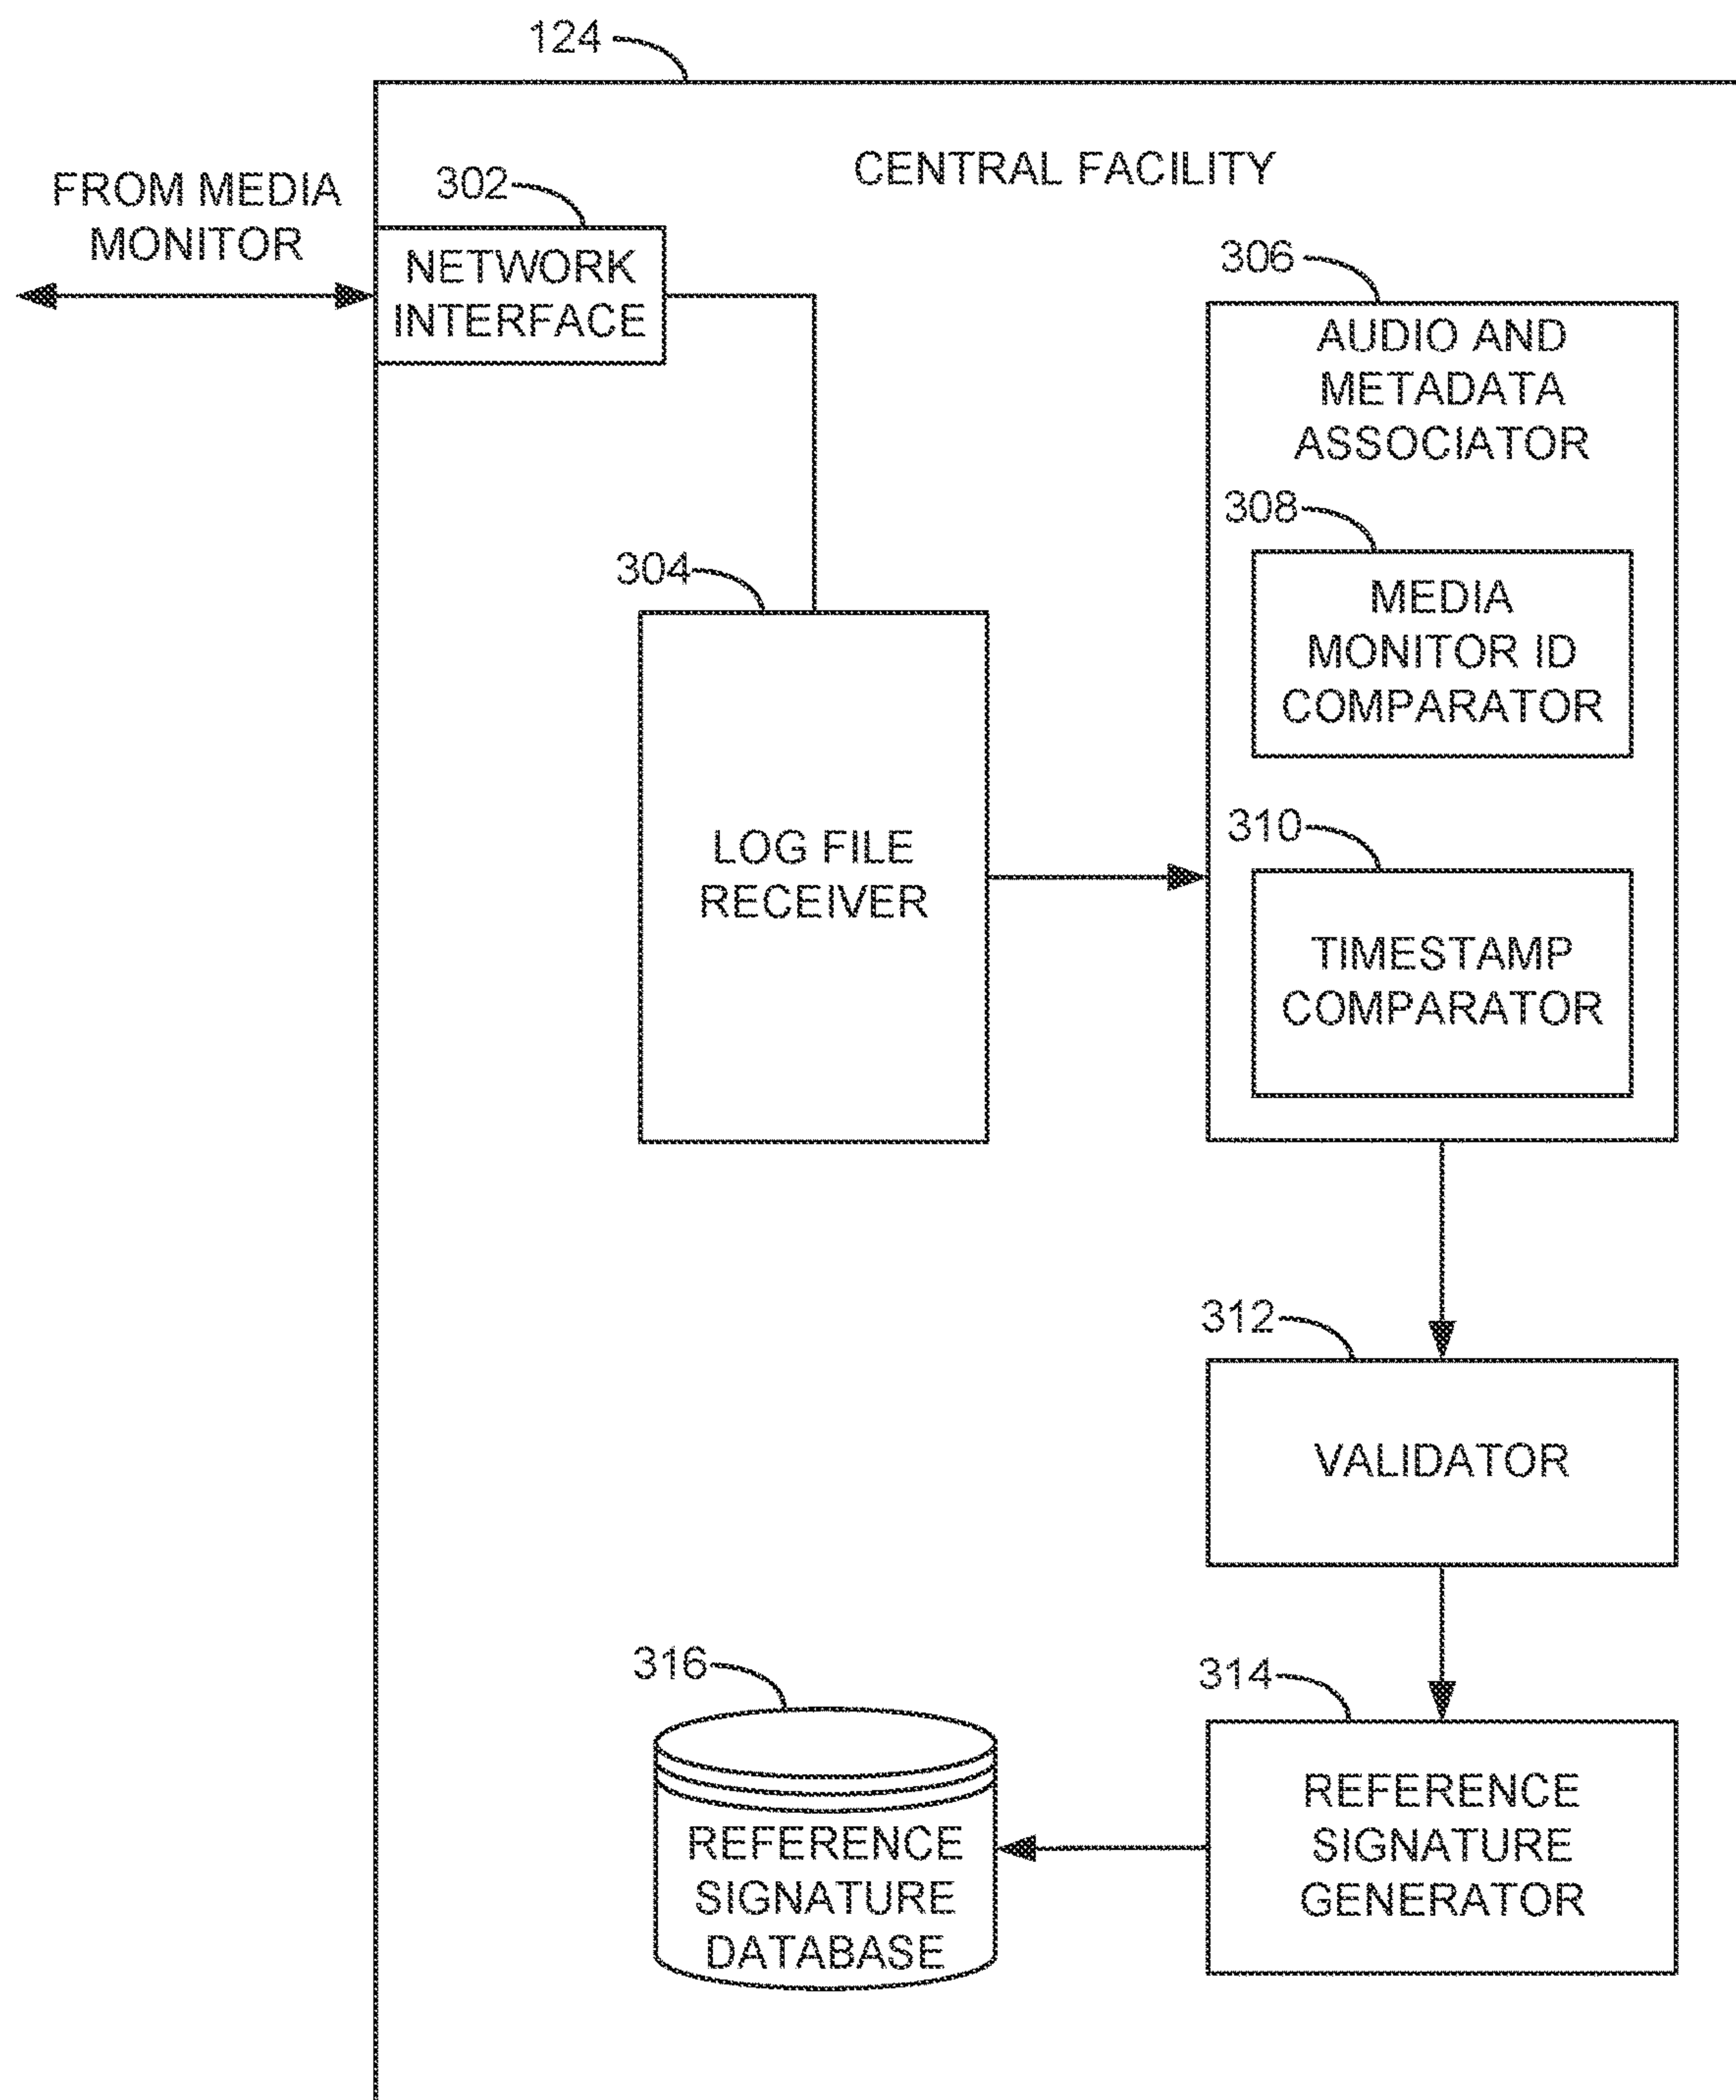 124
CENTRAL FACILITY
FROM MEDIA
MONITOR
302
NETWORK
INTERFACE
306
AUDIO AND
METADATA
ASSOCIATOR
308
MEDIA
MONITOR ID
COMPARATOR
304
LOG FILE
RECEIVER
310
TIMESTAMP
COMPARATOR
312
VALIDATOR
316
REFERENCE
SIGNATURE
DATABASE
314
REFERENCE
SIGNATURE
GENERATOR